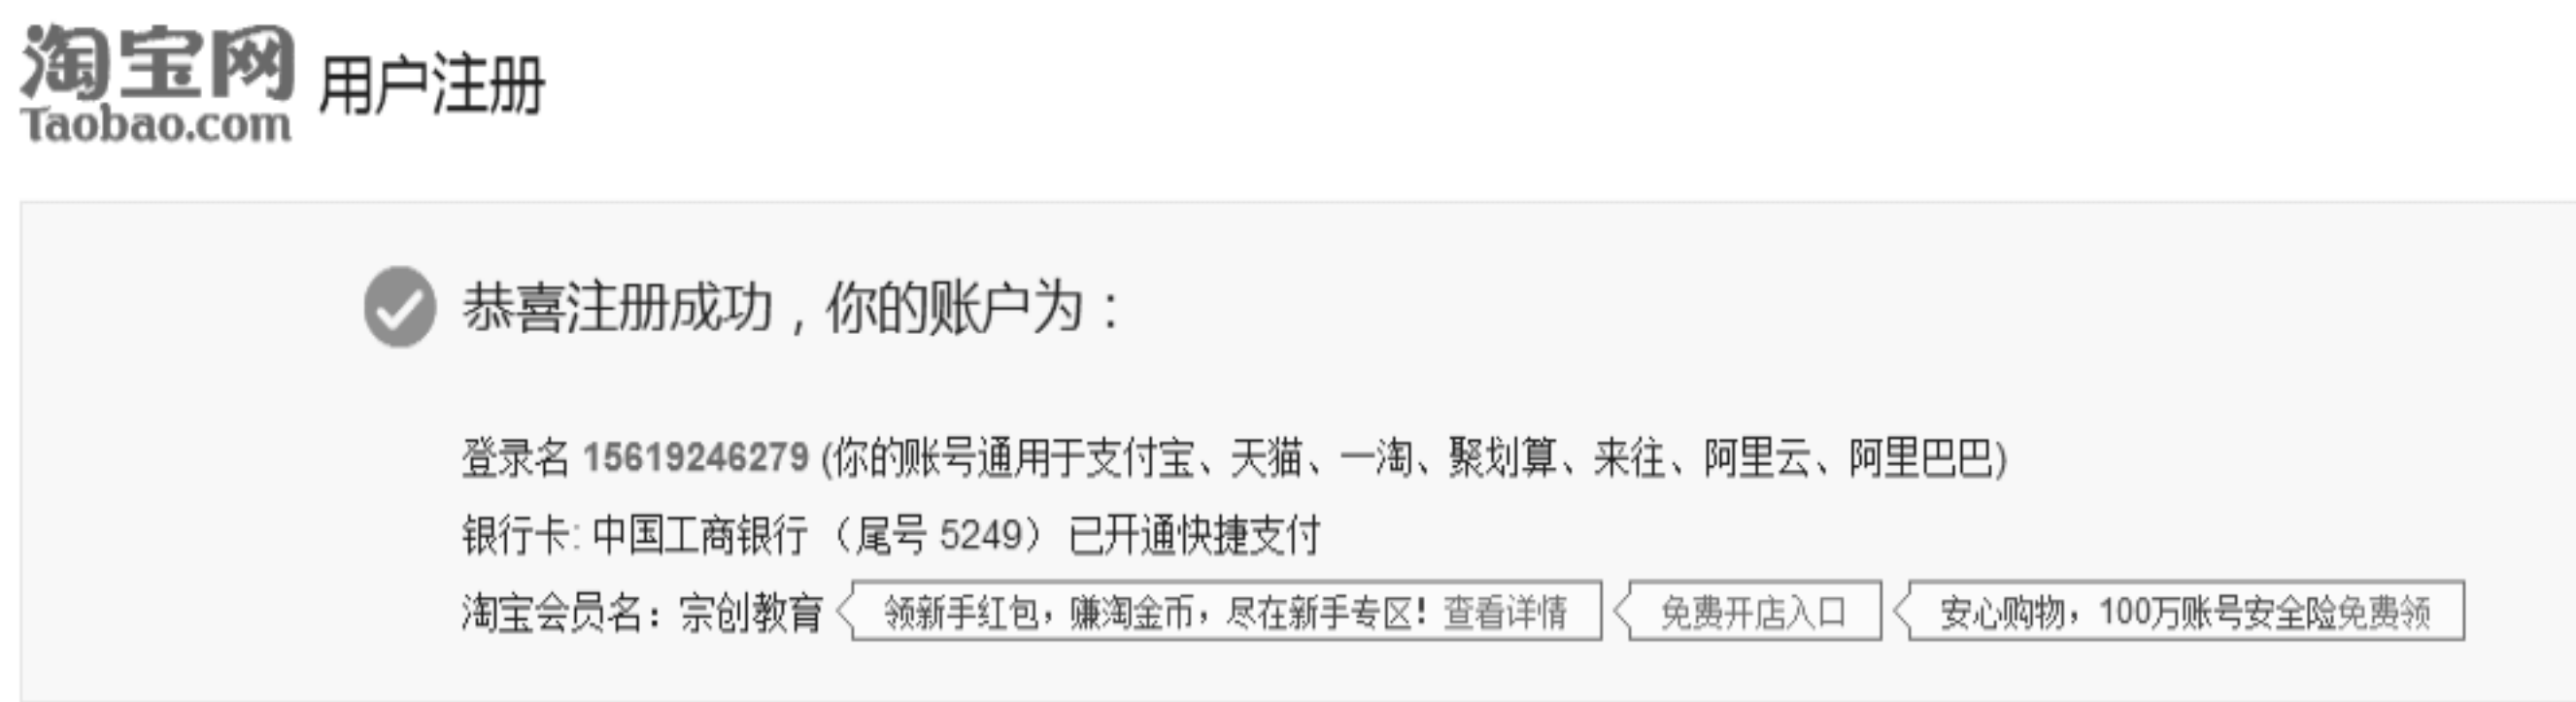 淘宝网 用户注册
Taobao.com
恭喜注册成功，你的账户为：
登录名 15619246279 (你的账号通用于支付宝、天猫、一淘、聚划算、来往、阿里云、阿里巴巴)
银行卡: 中国工商银行 （尾号 5249） 已开通快捷支付
淘宝会员名：宗创教育 领新手红包，赚淘金币，尽在新手专区！查看详情 免费开店入口 安心购物，100万账号安全险免费领